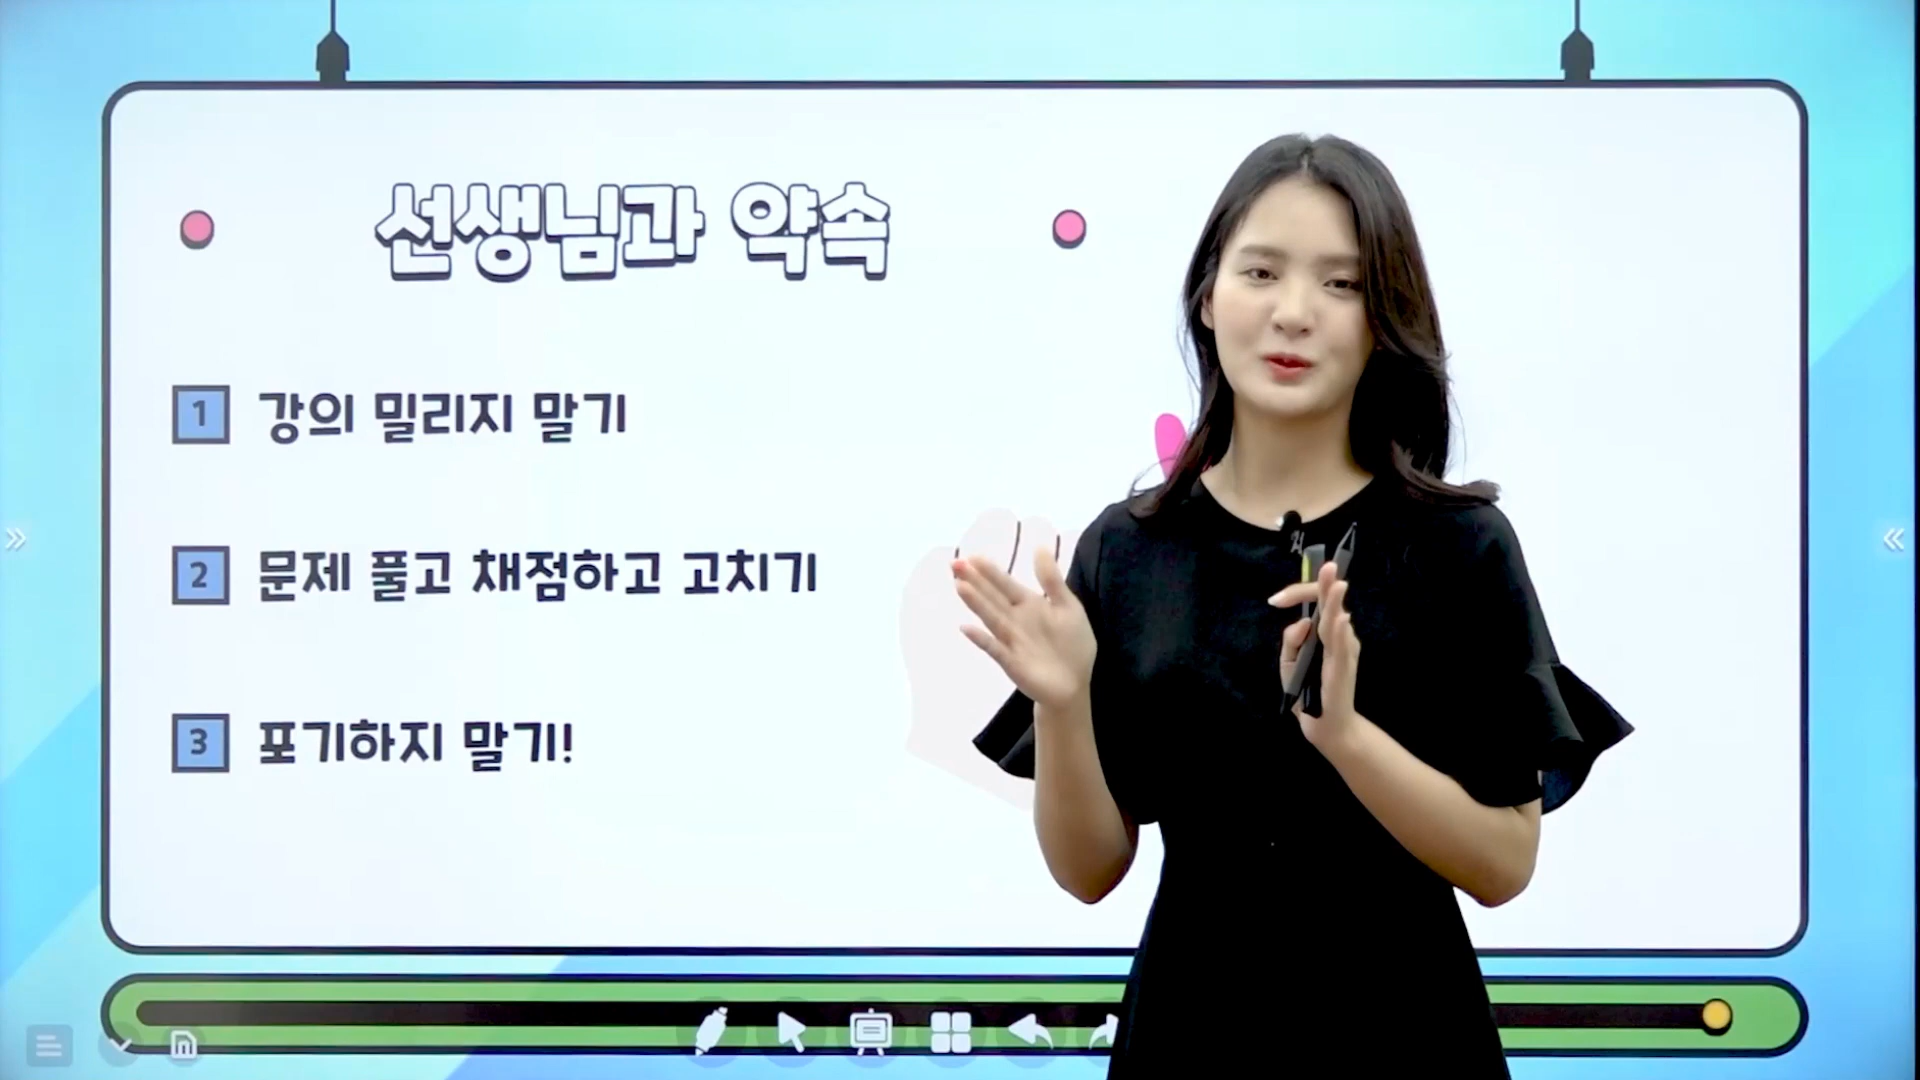 선생님과 약속
1 강의 밀리지 말기
2 문제 풀고 채점하고 고치기
3 포기하지 말기!